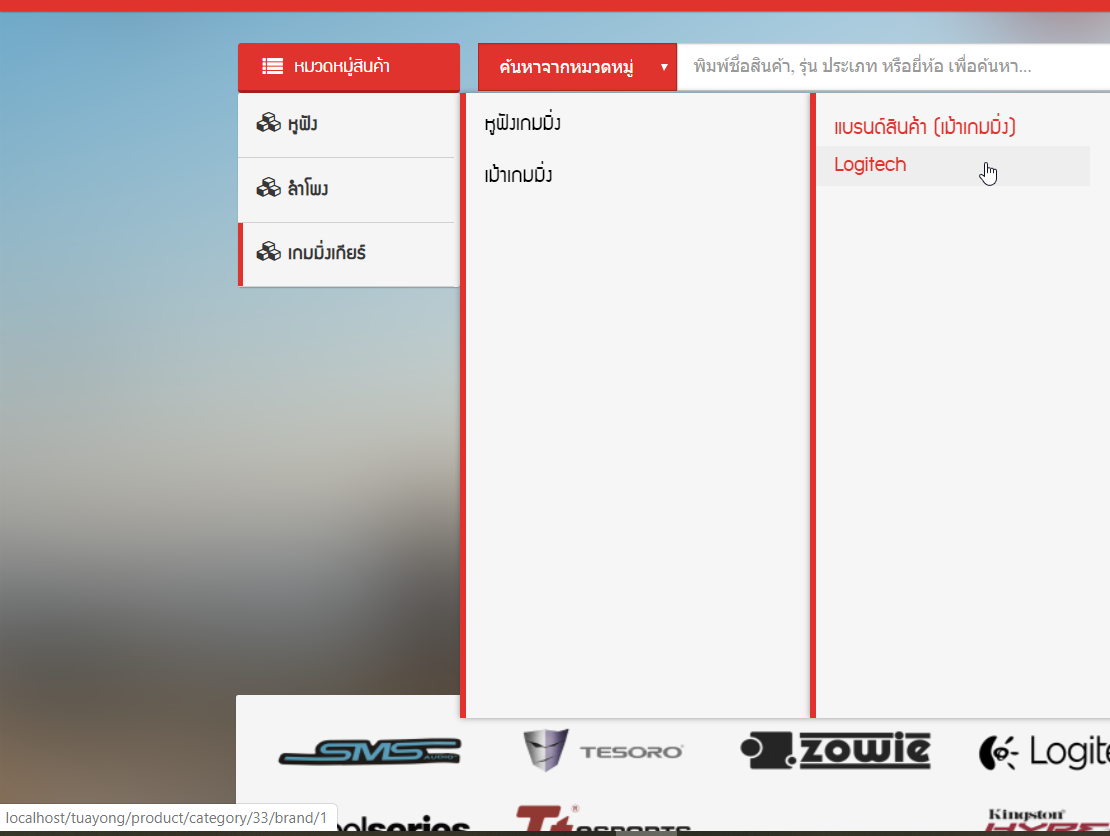 หมวดหมู่สินค้า
ค้นหาจากหมวดหมู่
พิมพ์ชื่อสินค้า, รุ่น ประเภท หรือยี่ห้อ เพื่อค้นหา...
หูฟัง
ลำโพง
เกมมิ่งเกียร์
หูฟังเกมมิ่ง
เม้าเกมมิ่ง
แบรนด์สินค้า (เม้าเกมมิ่ง)
Logitech
SMS AUDIO
TESORO
ZOWIE
Logite
localhost/tuayong/product/category/33/brand/1
elseries
Tt eSPORTS
Kingston
HYPE